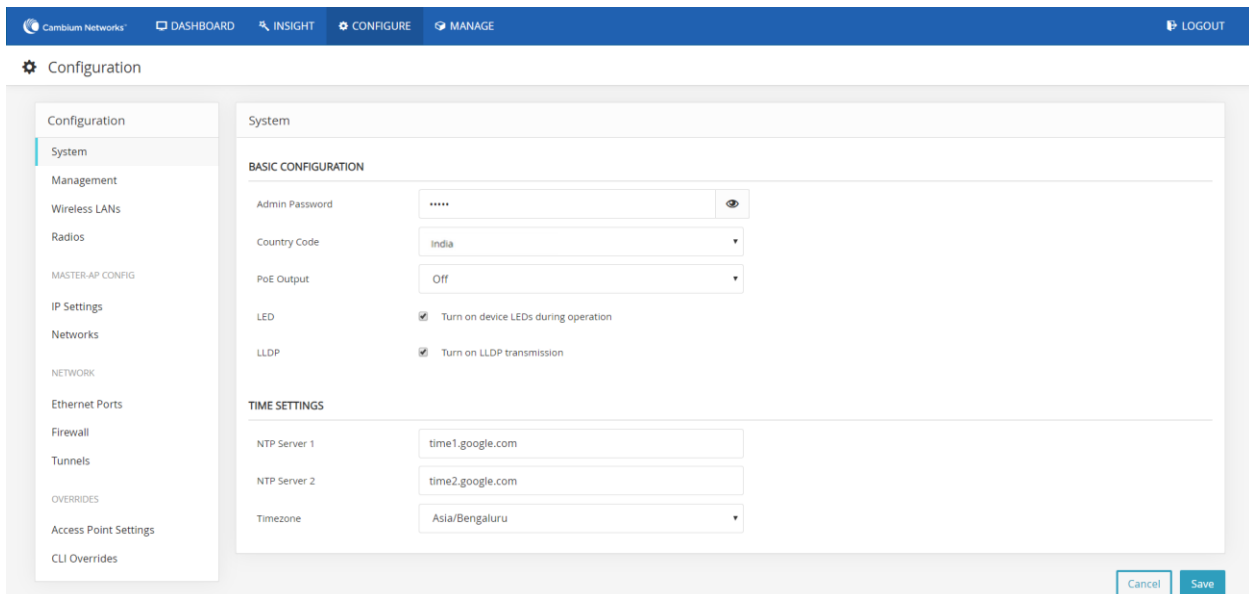 Cambium Networks™ DASHBOARD INSIGHT CONFIGURE MANAGE LOGOUT
Configuration
Configuration
System
Management
Wireless LANs
Radios
MASTER-AP CONFIG
IP Settings
Networks
NETWORK
Ethernet Ports
Firewall
Tunnels
OVERRIDES
Access Point Settings
CLI Overrides
System
BASIC CONFIGURATION
Admin Password •••••
Country Code India
PoE Output Off
LED Turn on device LEDs during operation
LLDP Turn on LLDP transmission
TIME SETTINGS
NTP Server 1 time1.google.com
NTP Server 2 time2.google.com
Timezone Asia/Bengaluru
Cancel Save